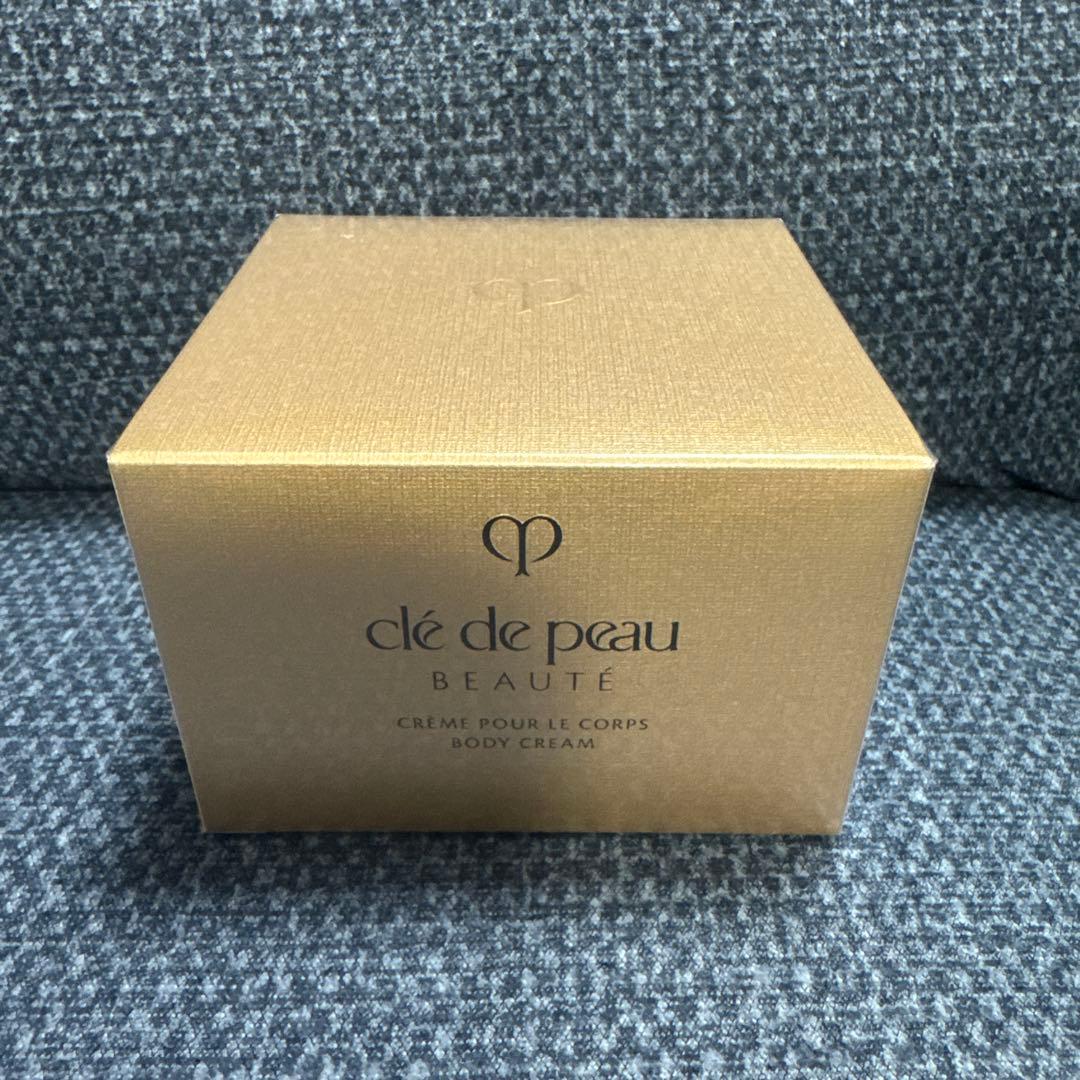 clé de peau
BEAUTÉ
CRÈME POUR LE CORPS
BODY CREAM